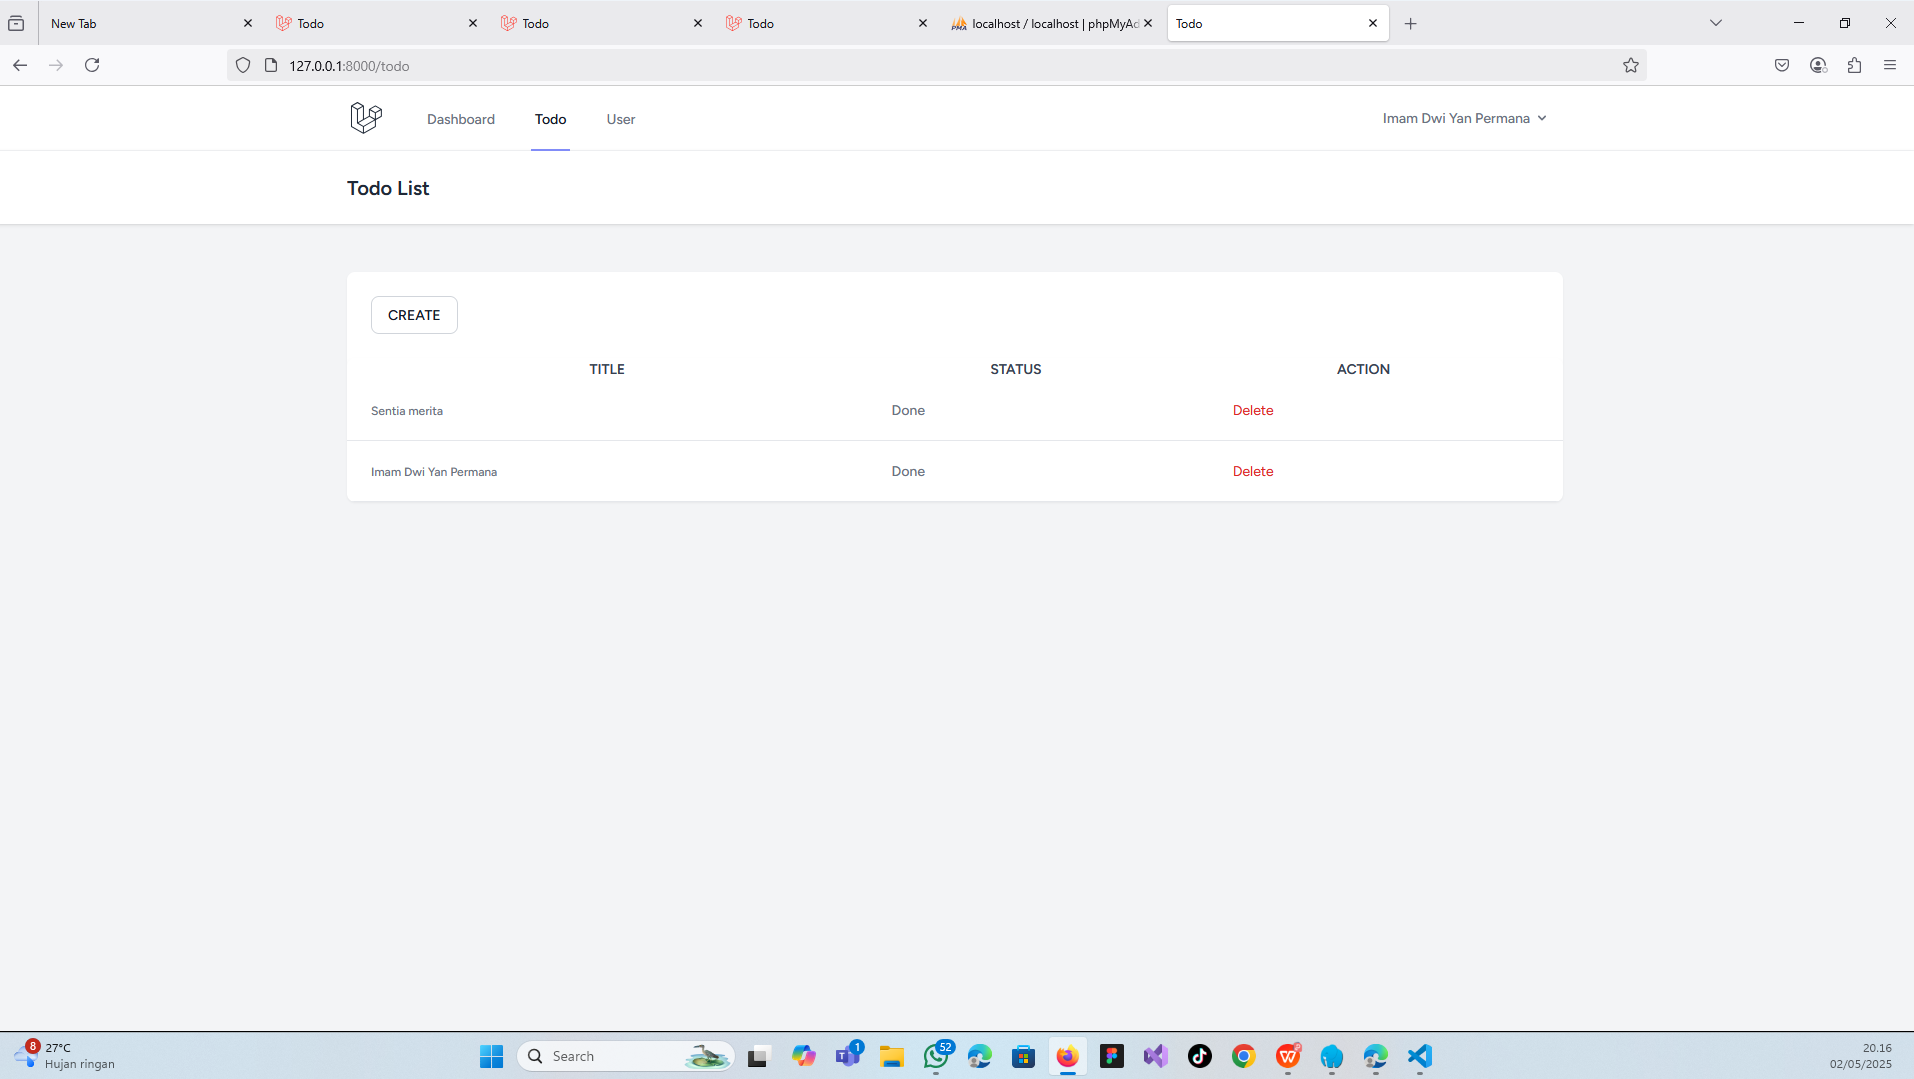 New Tab
Todo
Todo
Todo
localhost / localhost | phpMyAd
Todo
127.0.0.1:8000/todo
Dashboard
Todo
User
Imam Dwi Yan Permana
Todo List
CREATE
TITLE STATUS ACTION
Sentia merita Done Delete
Imam Dwi Yan Permana Done Delete
8
27°C
Hujan ringan
Search
1
52
20.16
02/05/2025